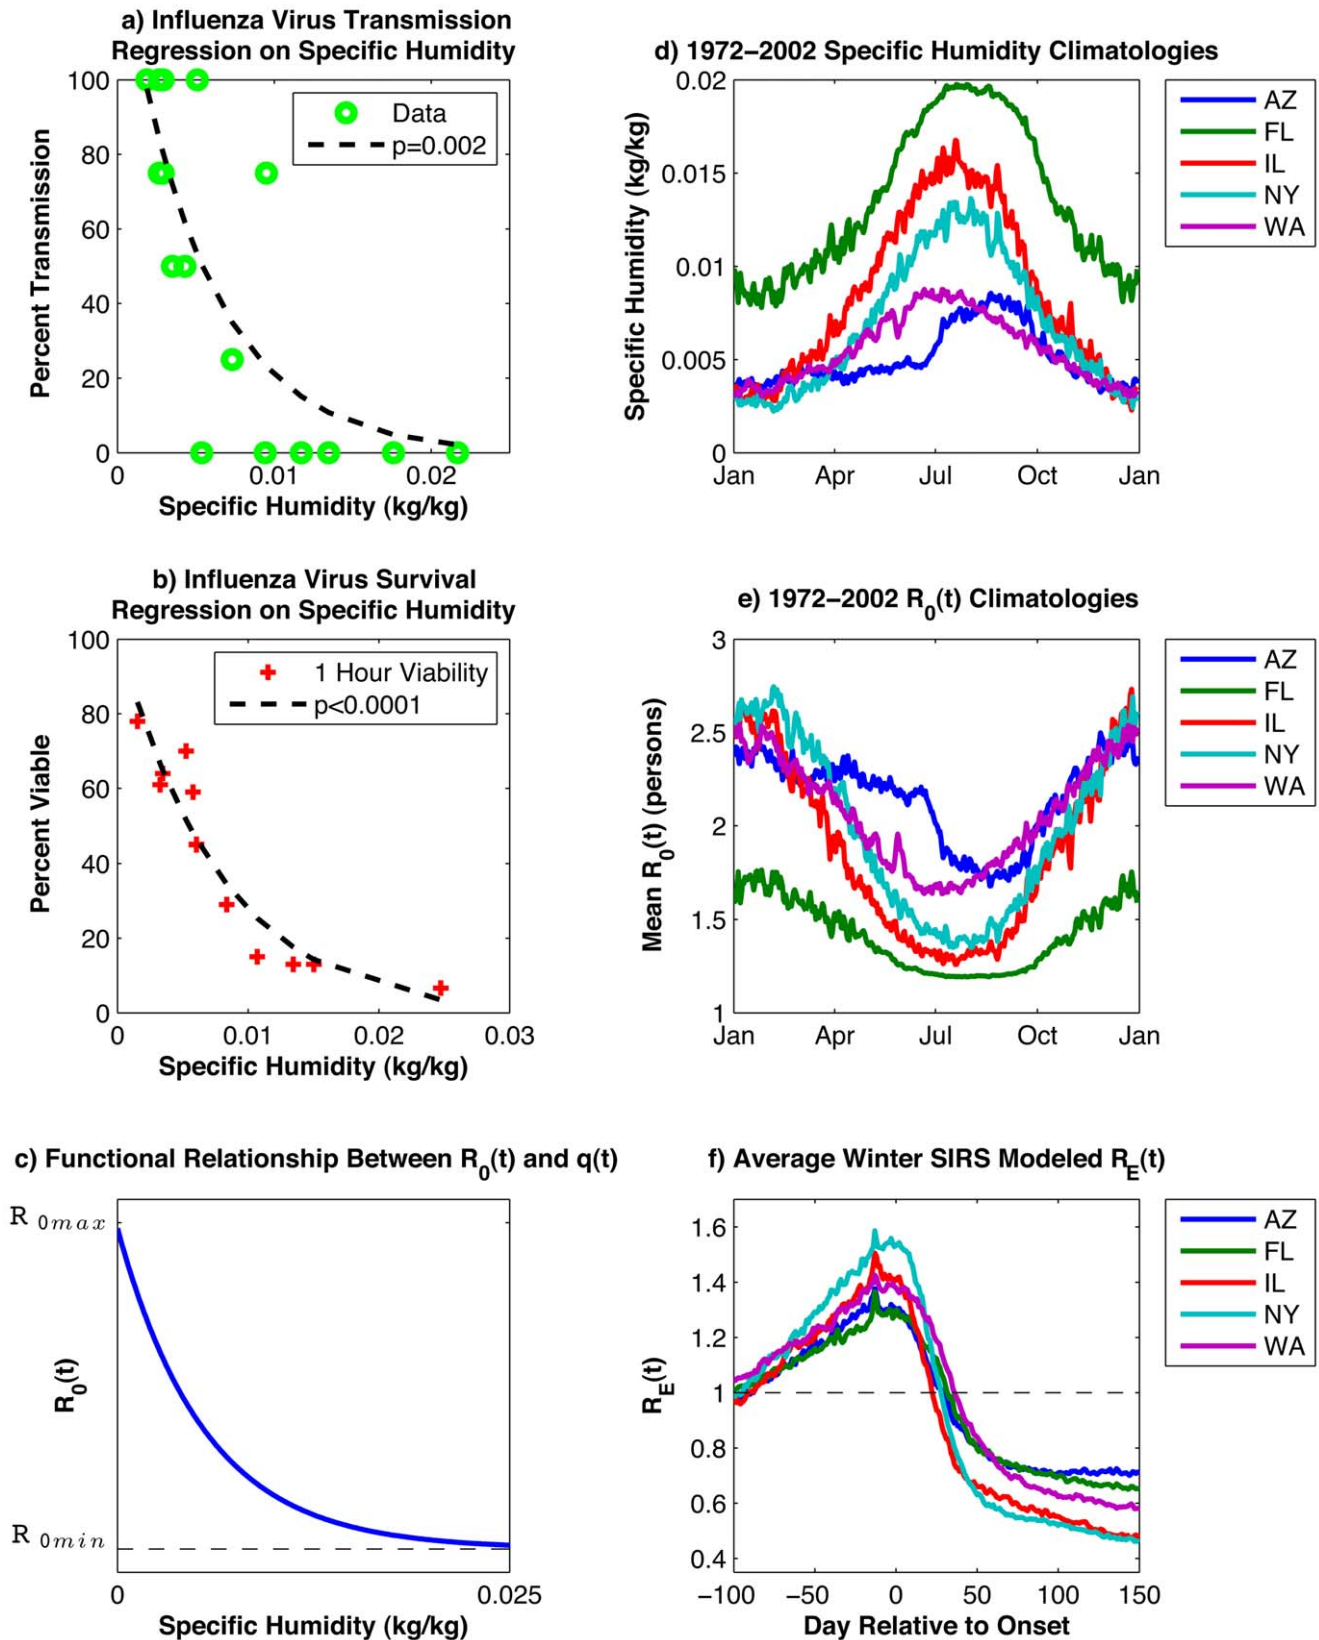 a) Influenza Virus Transmission
Regression on Specific Humidity
100
80
60
40
20
0
Percent Transmission
Data
p=0.002
0
0.01
0.02
Specific Humidity (kg/kg)
b) Influenza Virus Survival
Regression on Specific Humidity
100
80
60
40
20
0
Percent Viable
1 Hour Viability
p<0.0001
0
0.01
0.02
0.03
Specific Humidity (kg/kg)
c) Functional Relationship Between R0(t) and q(t)
R 0max
R 0min
R0(t)
0
0.025
Specific Humidity (kg/kg)
d) 1972–2002 Specific Humidity Climatologies
0.02
0.015
0.01
0.005
0
Specific Humidity (kg/kg)
Jan
Apr
Jul
Oct
Jan
AZ
FL
IL
NY
WA
e) 1972–2002 R0(t) Climatologies
3
2.5
2
1.5
1
Mean R0(t) (persons)
Jan
Apr
Jul
Oct
Jan
AZ
FL
IL
NY
WA
f) Average Winter SIRS Modeled RE(t)
1.6
1.4
1.2
1
0.8
0.6
0.4
RE(t)
−100
−50
0
50
100
150
Day Relative to Onset
AZ
FL
IL
NY
WA